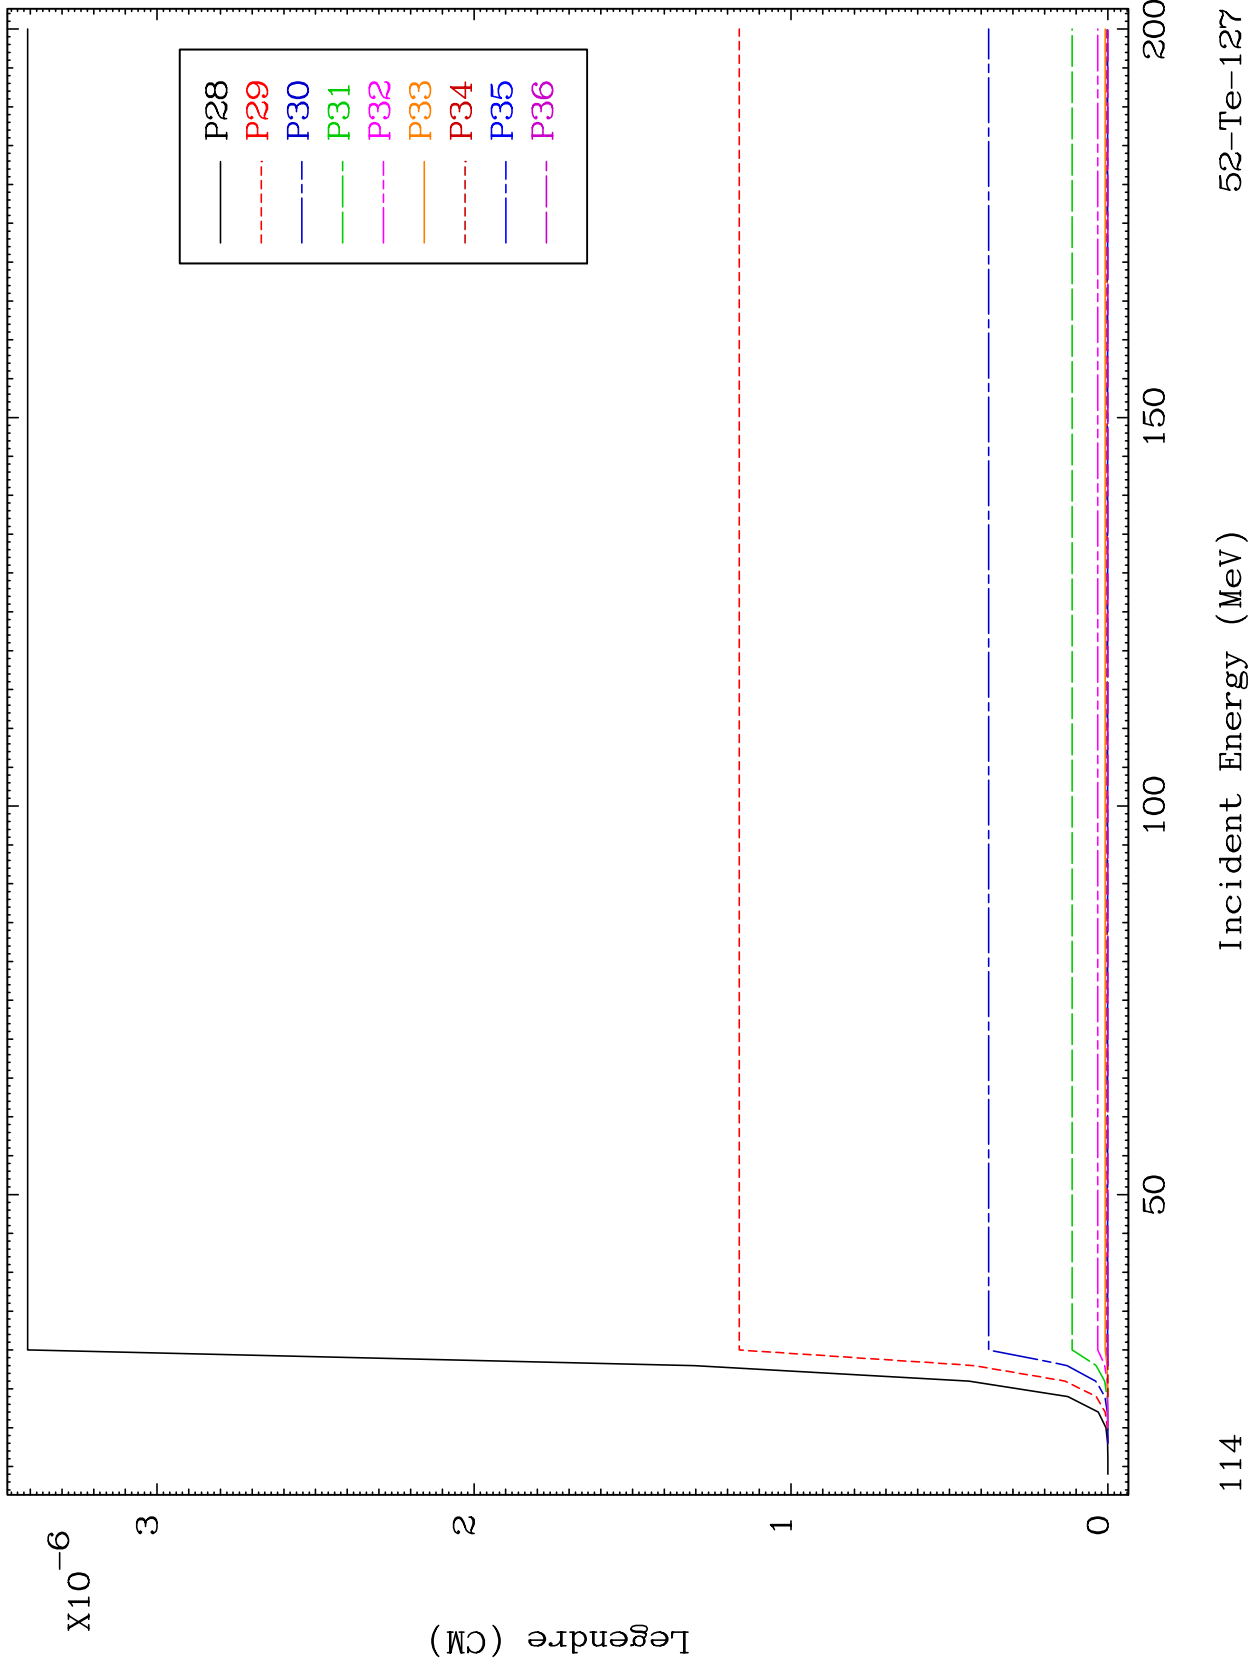 X10-6
3
2
1
0
Legendre (CM)
P28
P29
P30
P31
P32
P33
P34
P35
P36
50
100
150
200
Incident Energy (MeV)
114
52-Te-127